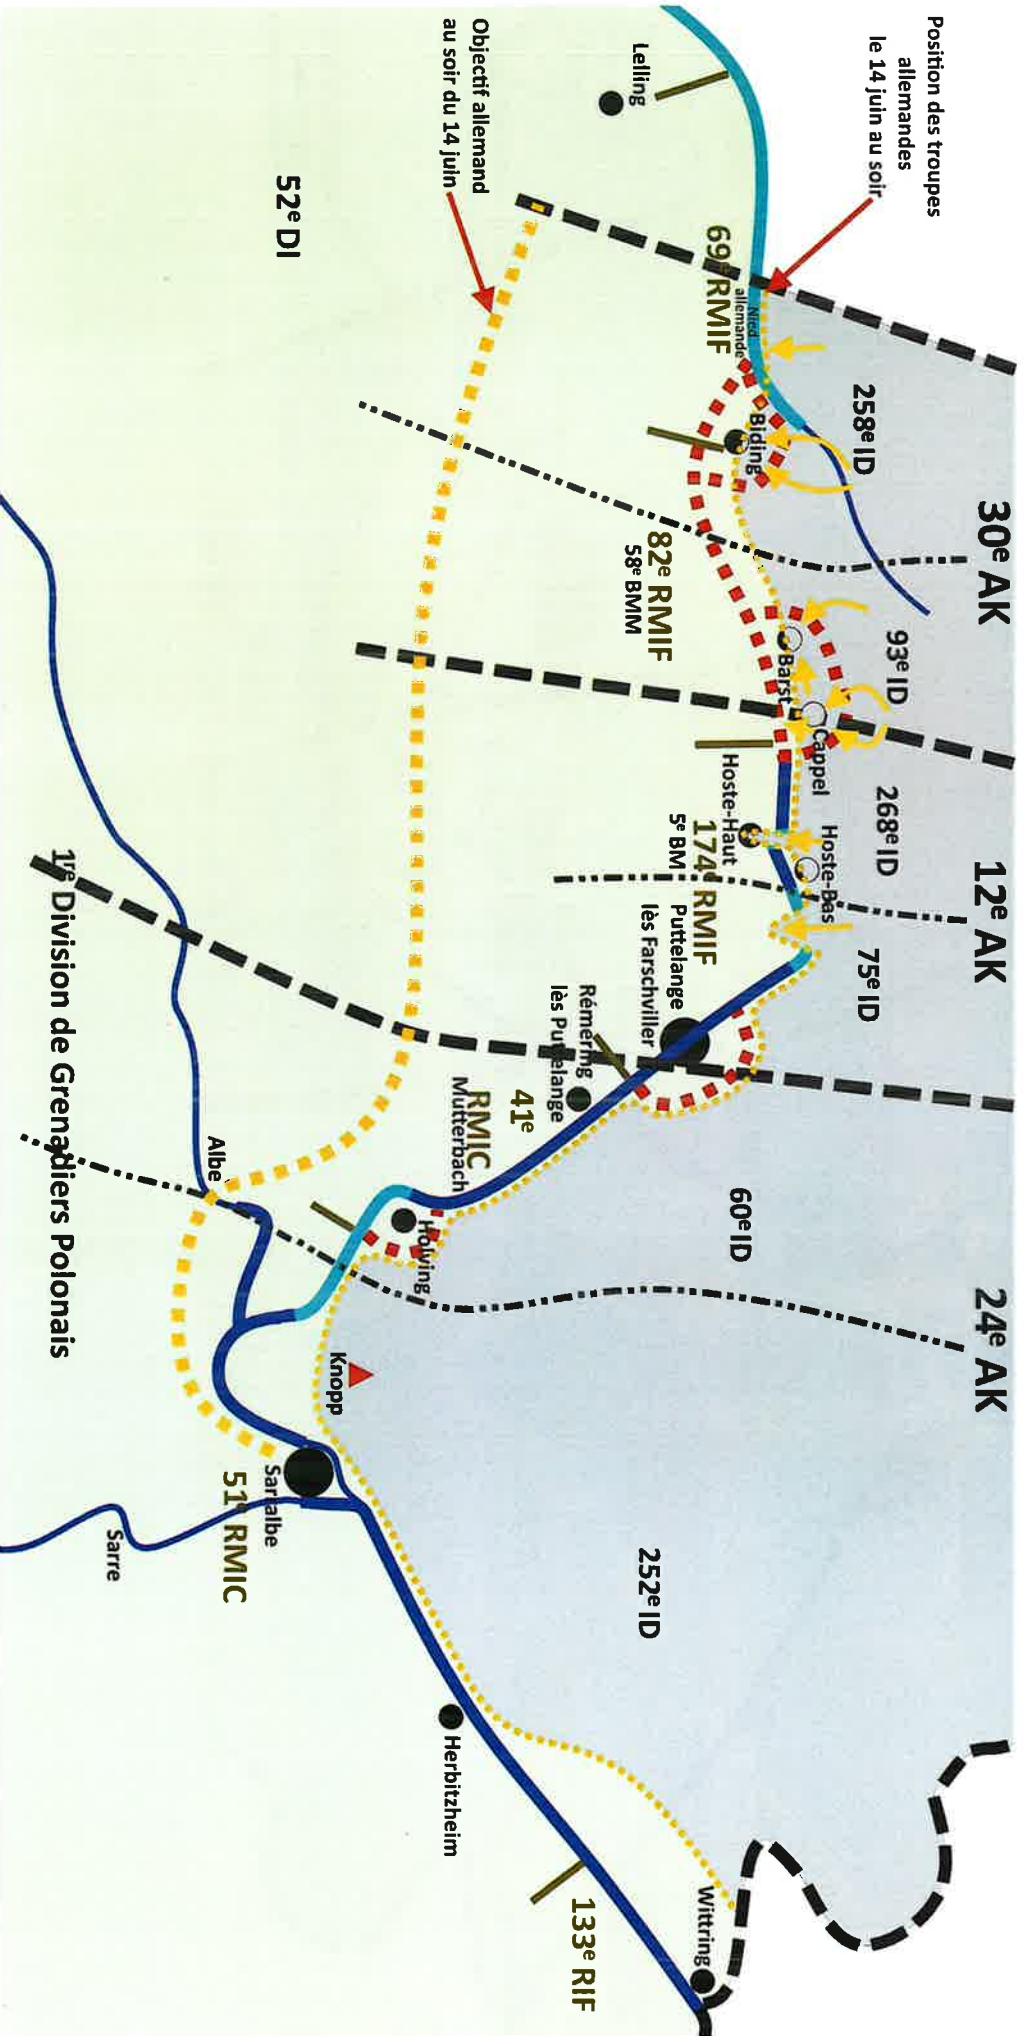 30e AK
12e AK
24e AK
Position des troupes
allemandes
le 14 juin au soir
258e ID
93e ID
268e ID
75e ID
60e ID
252e ID
Lelling
69e RMIF
Nied
allemande
Biding
Barst
Cappel
Hoste-Haut
Hoste-Bas
82e RMIF
58e BMM
174e RMIF
5e BM
Puttelange
lès Farschviller
Rémering
lès Puttelange
41e
RMIC
Mutterbach
Holving
Knopp
Wittring
133e RIF
Herbitzheim
Objectif allemand
au soir du 14 juin
52e DI
Albe
Sarralbe
51e RMIC
Sarre
1re Division de Grenadiers Polonais